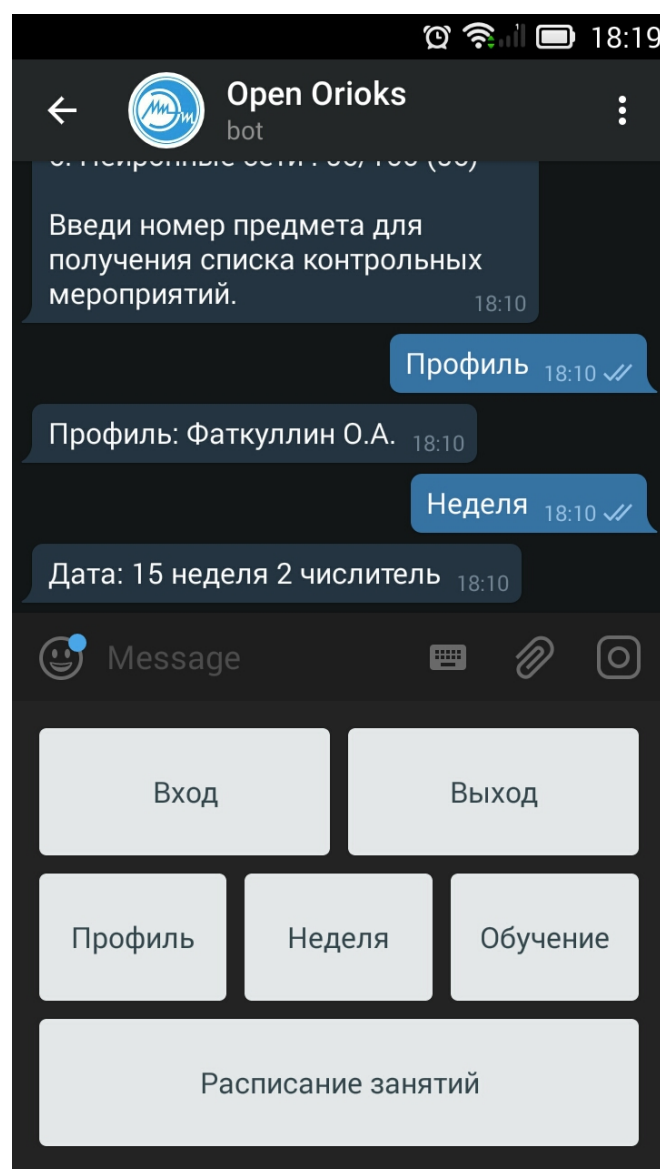 18:19
Open Orioks
bot
Введи номер предмета для
получения списка контрольных
мероприятий. 18:10
Профиль 18:10
Профиль: Фаткуллин О.А. 18:10
Неделя 18:10
Дата: 15 неделя 2 числитель 18:10
Message
Вход Выход
Профиль Неделя Обучение
Расписание занятий